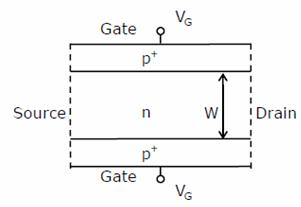 Gate V_G
p⁺
Source n W Drain
p⁺
Gate V_G